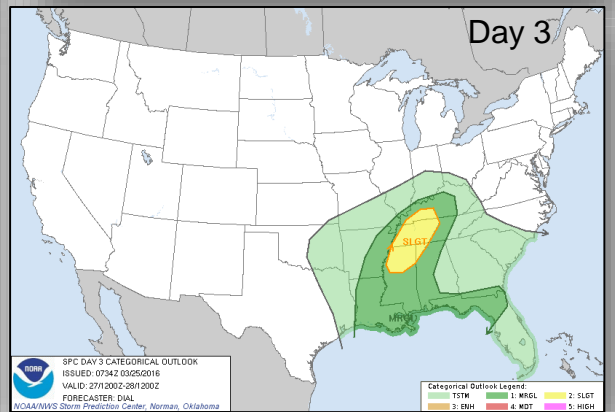 Day 3
SLGT
MRGL
NOAA
SPC DAY 3 CATEGORICAL OUTLOOK
ISSUED: 0734Z 03/25/2016
VALID: 27/1200Z-28/1200Z
FORECASTER: DIAL
NOAA/NWS Storm Prediction Center, Norman, Oklahoma
Categorical Outlook Legend:
TSTM 1: MRGL 2: SLGT
3: ENH 4: MDT 5: HIGH